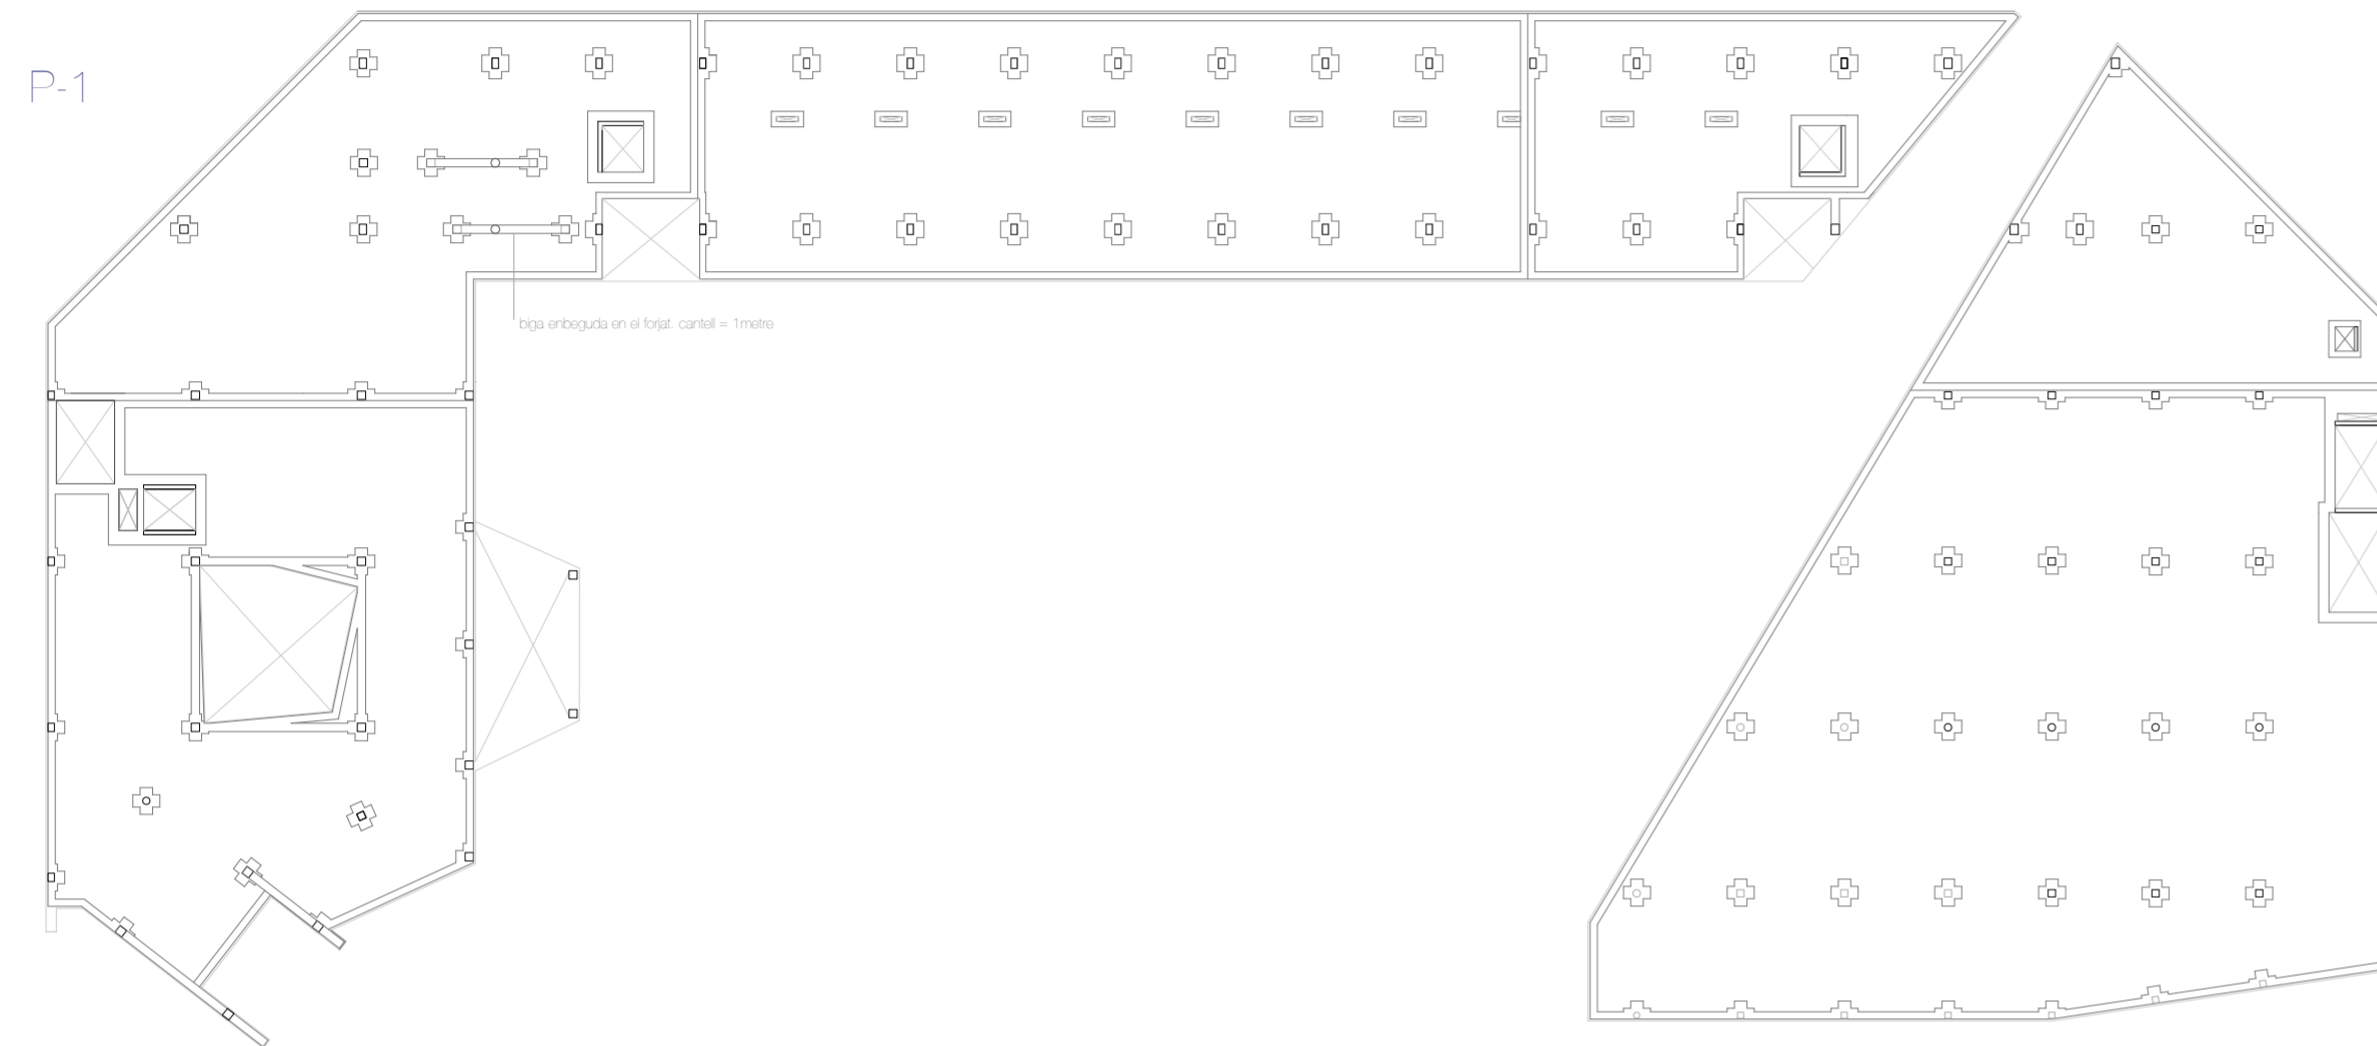 P-1
biga enbeguda en el forjat. cantell = 1metre